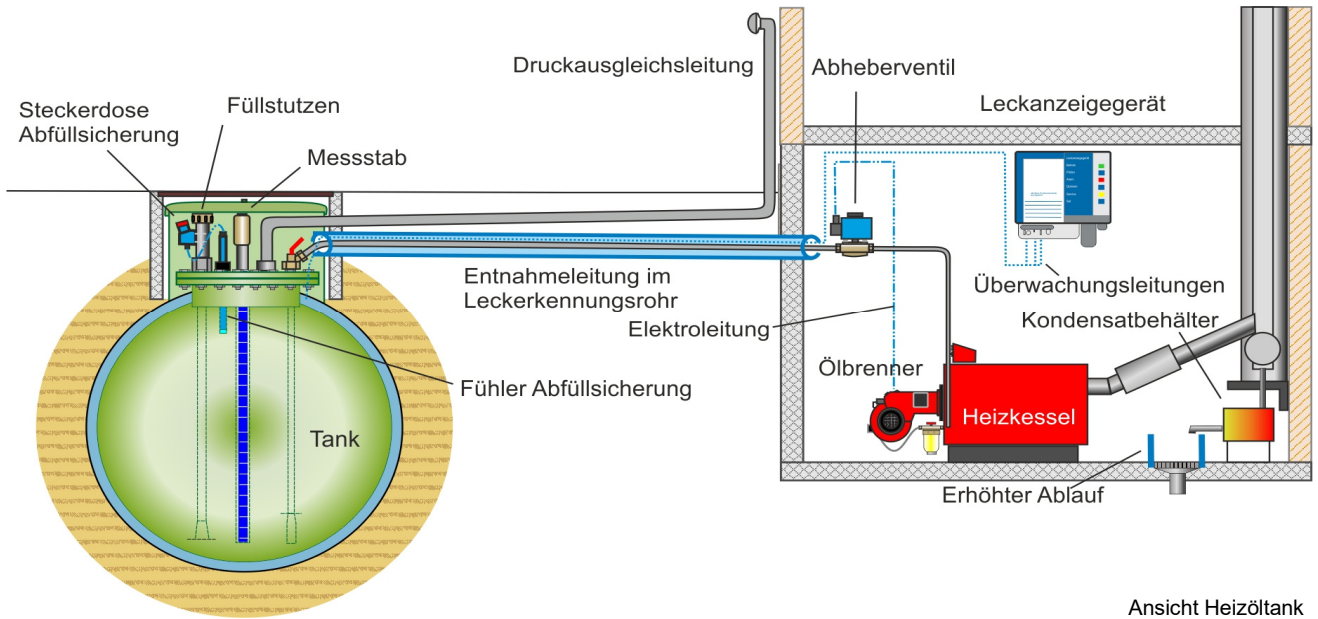 Druckausgleichsleitung
Abheberventil
Leckanzeigegerät
Steckerdose
Abfüllsicherung
Füllstutzen
Messstab
Entnahmeleitung im
Leckerkennungsrohr
Überwachungsleitungen
Elektroleitung
Kondensatbehälter
Ölbrenner
Fühler Abfüllsicherung
Heizkessel
Tank
Erhöhter Ablauf
Ansicht Heizöltank